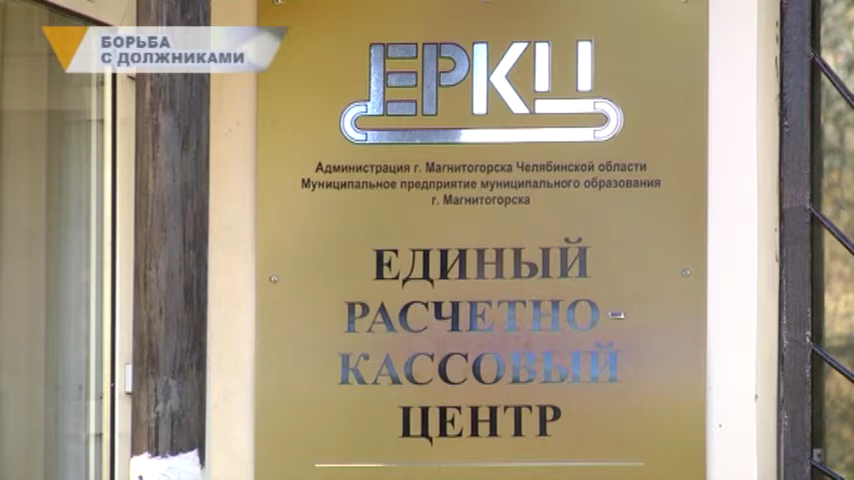 БОРЬБА
С ДОЛЖНИКАМИ
ЕРКЦ
Администрация г. Магнитогорска Челябинской области
Муниципальное предприятие муниципального образования
г. Магнитогорска
ЕДИНЫЙ
РАСЧЕТНО-
КАССОВЫЙ
ЦЕНТР